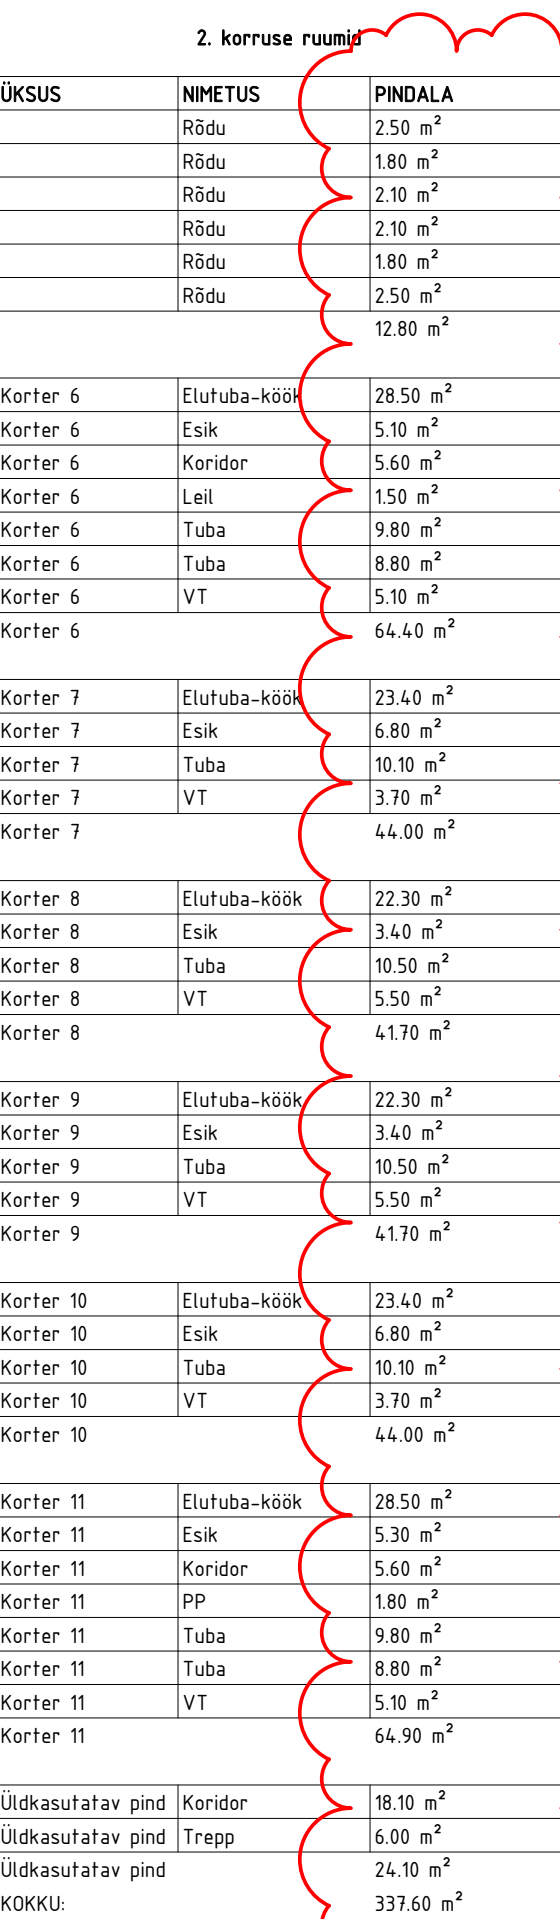 2. korruse ruumid
ÜKSUS NIMETUS PINDALA
Rõdu 2.50 m²
Rõdu 1.80 m²
Rõdu 2.10 m²
Rõdu 2.10 m²
Rõdu 1.80 m²
Rõdu 2.50 m²
12.80 m²
Korter 6 Elutuba-köök 28.50 m²
Korter 6 Esik 5.10 m²
Korter 6 Koridor 5.60 m²
Korter 6 Leil 1.50 m²
Korter 6 Tuba 9.80 m²
Korter 6 Tuba 8.80 m²
Korter 6 VT 5.10 m²
Korter 6 64.40 m²
Korter 7 Elutuba-köök 23.40 m²
Korter 7 Esik 6.80 m²
Korter 7 Tuba 10.10 m²
Korter 7 VT 3.70 m²
Korter 7 44.00 m²
Korter 8 Elutuba-köök 22.30 m²
Korter 8 Esik 3.40 m²
Korter 8 Tuba 10.50 m²
Korter 8 VT 5.50 m²
Korter 8 41.70 m²
Korter 9 Elutuba-köök 22.30 m²
Korter 9 Esik 3.40 m²
Korter 9 Tuba 10.50 m²
Korter 9 VT 5.50 m²
Korter 9 41.70 m²
Korter 10 Elutuba-köök 23.40 m²
Korter 10 Esik 6.80 m²
Korter 10 Tuba 10.10 m²
Korter 10 VT 3.70 m²
Korter 10 44.00 m²
Korter 11 Elutuba-köök 28.50 m²
Korter 11 Esik 5.30 m²
Korter 11 Koridor 5.60 m²
Korter 11 PP 1.80 m²
Korter 11 Tuba 9.80 m²
Korter 11 Tuba 8.80 m²
Korter 11 VT 5.10 m²
Korter 11 64.90 m²
Üldkasutatav pind Koridor 18.10 m²
Üldkasutatav pind Trepp 6.00 m²
Üldkasutatav pind 24.10 m²
KOKKU: 337.60 m²